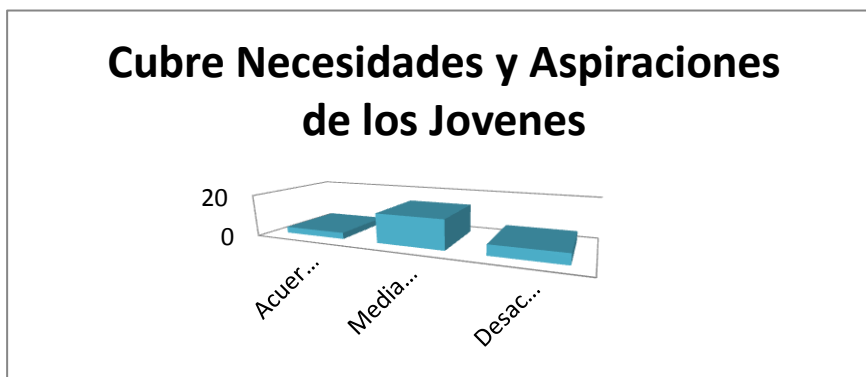 Cubre Necesidades y Aspiraciones
de los Jovenes
20
0
Acuer...
Media...
Desac...